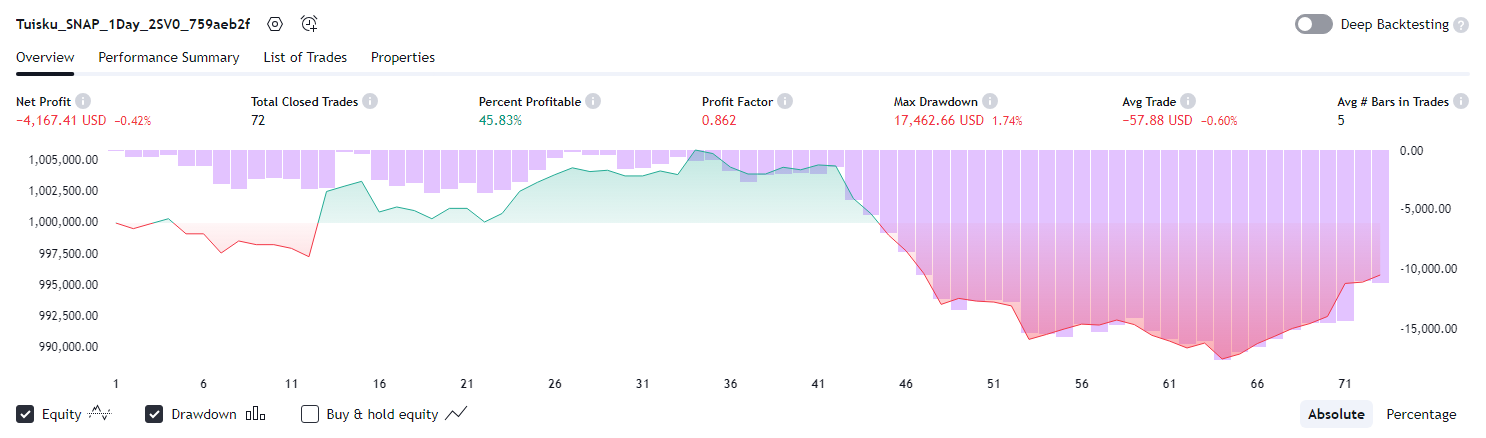 Tuisku_SNAP_1Day_2SV0_759aeb2f
Deep Backtesting ?
Overview Performance Summary List of Trades Properties
Net Profit i Total Closed Trades i Percent Profitable i Profit Factor i Max Drawdown i Avg Trade i Avg # Bars in Trades i
−4,167.41 USD −0.42% 72 45.83% 0.862 17,462.66 USD 1.74% −57.88 USD −0.60% 5
1,005,000.00 0.00
1,002,500.00
1,000,000.00 -5,000.00
997,500.00
995,000.00 -10,000.00
992,500.00 -15,000.00
990,000.00
1 6 11 16 21 26 31 36 41 46 51 56 61 66 71
Equity Drawdown Buy & hold equity Absolute Percentage